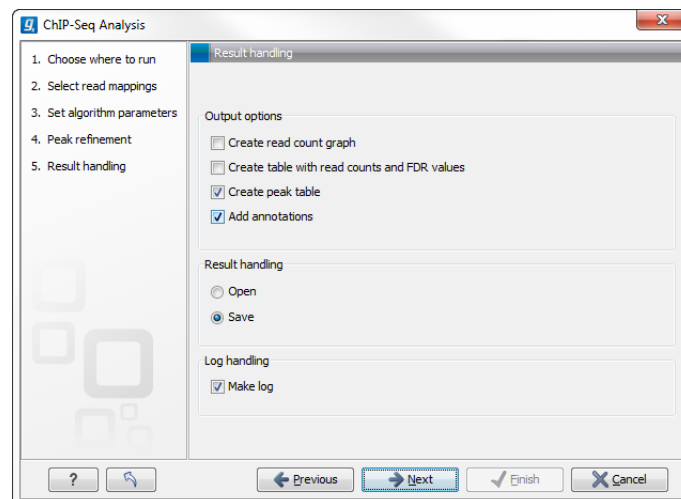 ChIP-Seq Analysis
1. Choose where to run
2. Select read mappings
3. Set algorithm parameters
4. Peak refinement
5. Result handling
Result handling
Output options
Create read count graph
Create table with read counts and FDR values
Create peak table
Add annotations
Result handling
Open
Save
Log handling
Make log
?
Previous
Next
Finish
Cancel